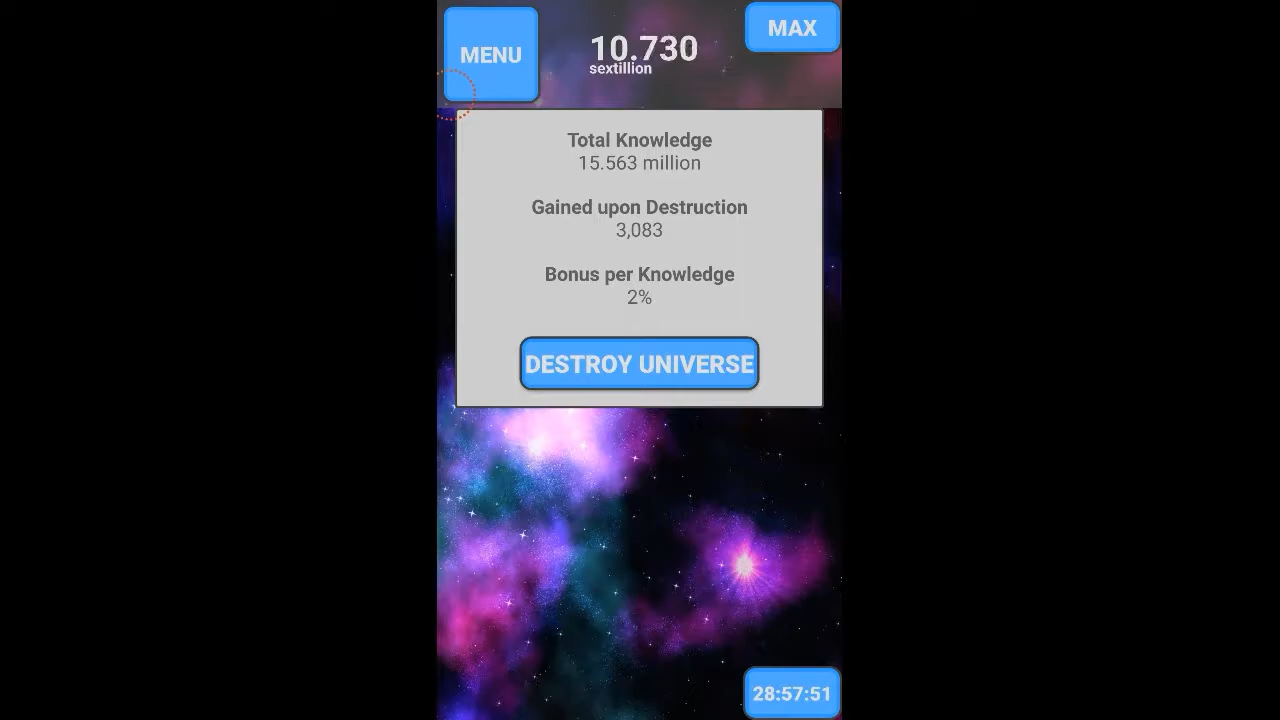 MENU
10.730
sextillion
MAX
Total Knowledge
15.563 million
Gained upon Destruction
3,083
Bonus per Knowledge
2%
DESTROY UNIVERSE
28:57:51